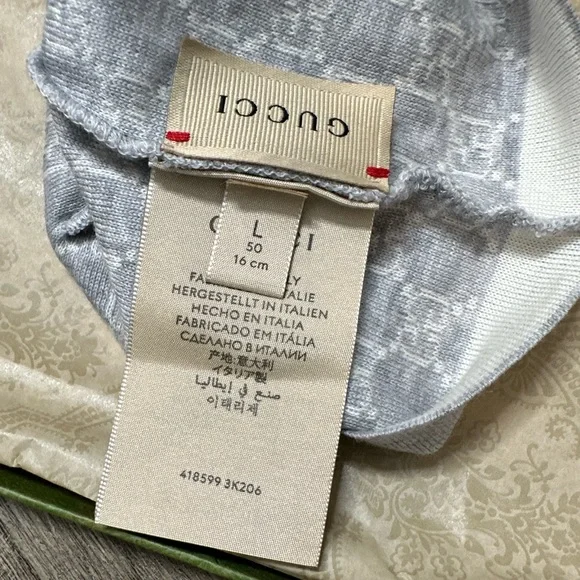 GUCCI
L
50
16 cm
HERGESTELLT IN ITALIEN
HECHO EN ITALIA
FABRICADO EM ITÁLIA
СДЕЛАНО В ИТАЛИИ
产地:意大利
イタリア製
صنع في إيطاليا
이태리제
418599 3K206